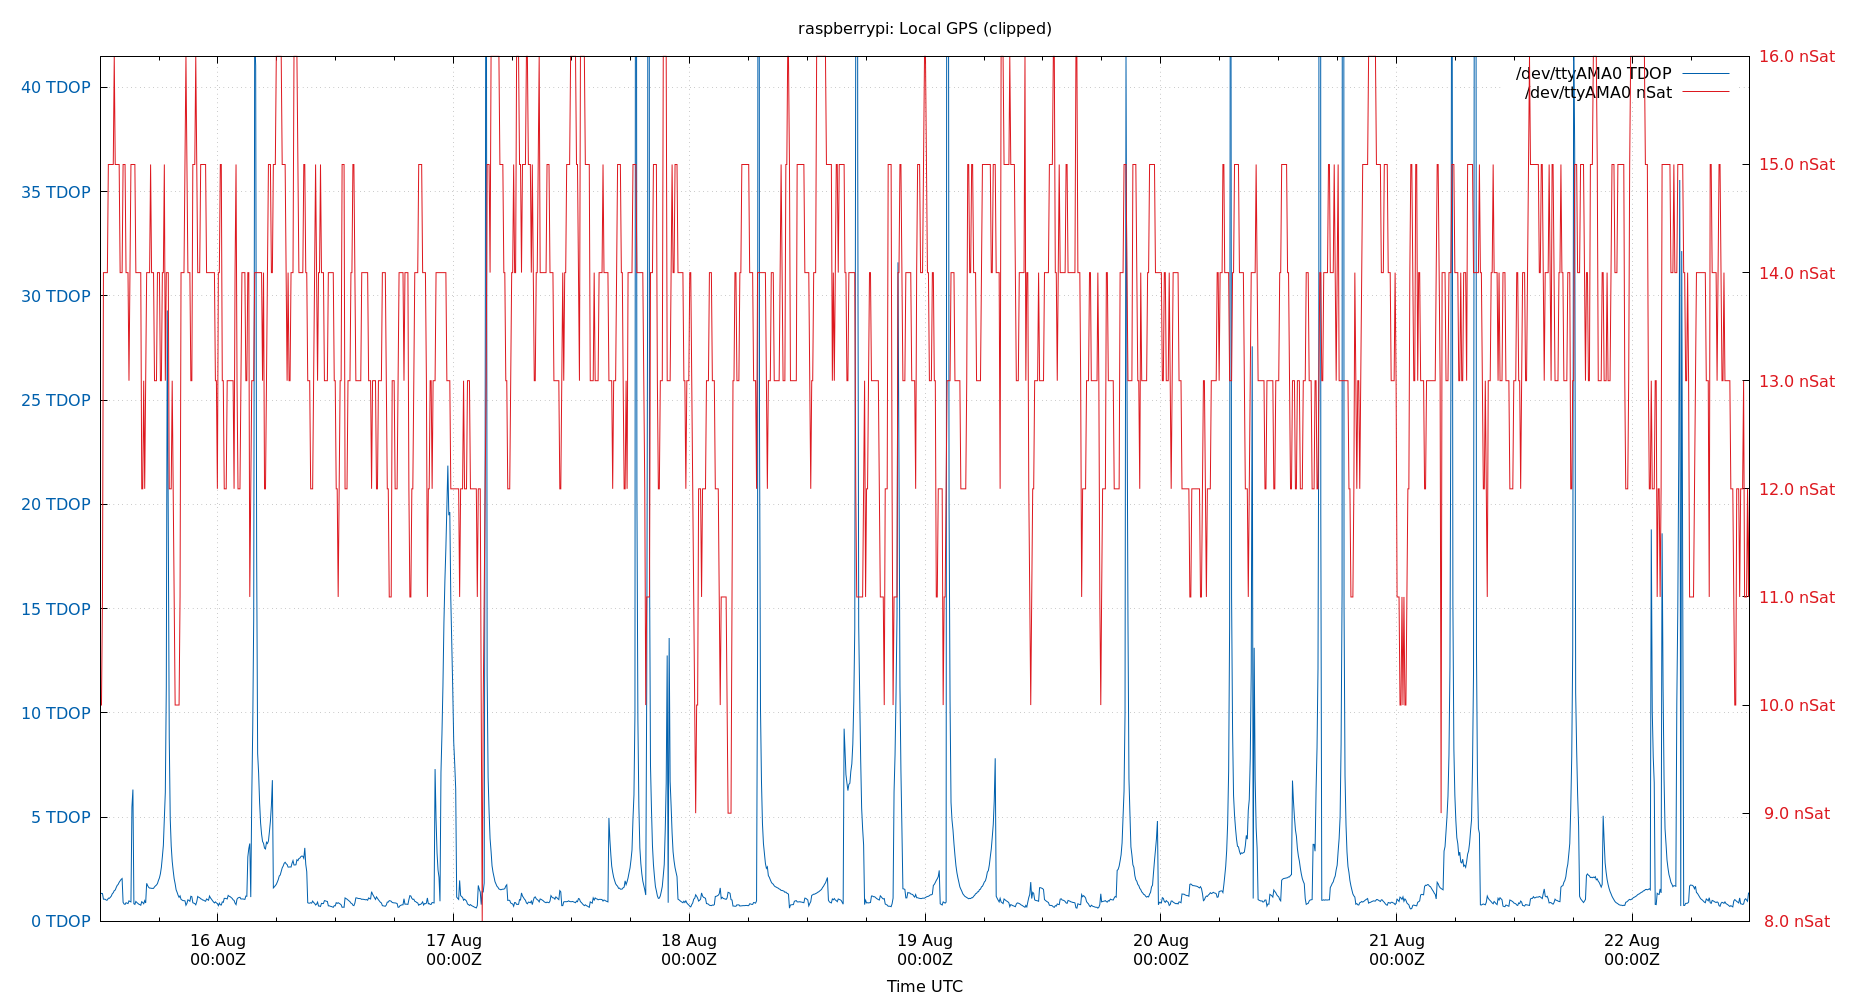 raspberrypi: Local GPS (clipped)
/dev/ttyAMA0 TDOP
/dev/ttyAMA0 nSat
40 TDOP
35 TDOP
30 TDOP
25 TDOP
20 TDOP
15 TDOP
10 TDOP
5 TDOP
0 TDOP
16.0 nSat
15.0 nSat
14.0 nSat
13.0 nSat
12.0 nSat
11.0 nSat
10.0 nSat
9.0 nSat
8.0 nSat
16 Aug
00:00Z
17 Aug
00:00Z
18 Aug
00:00Z
19 Aug
00:00Z
20 Aug
00:00Z
21 Aug
00:00Z
22 Aug
00:00Z
Time UTC